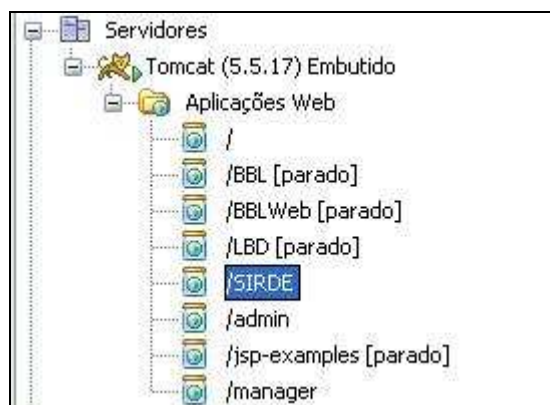 Servidores
Tomcat (5.5.17) Embutido
Aplicações Web
/
/BBL [parado]
/BBLWeb [parado]
/LBD [parado]
/SIRDE
/admin
/jsp-examples [parado]
/manager